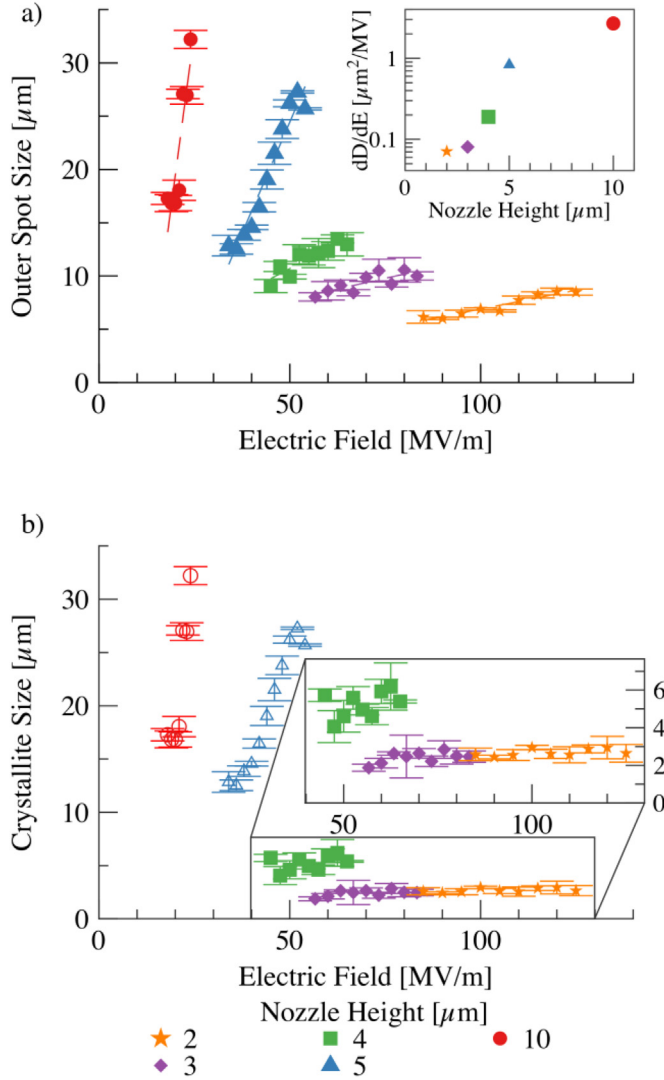 a)
Outer Spot Size [μm]
30
20
10
0
0 50 100
Electric Field [MV/m]
dD/dE [μm²/MV]
1
0.1
0 5 10
Nozzle Height [μm]
b)
Crystallite Size [μm]
30
20
10
0
0 50 100
Electric Field [MV/m]
6
4
2
0
50 100
Nozzle Height [μm]
2 4 10
3 5